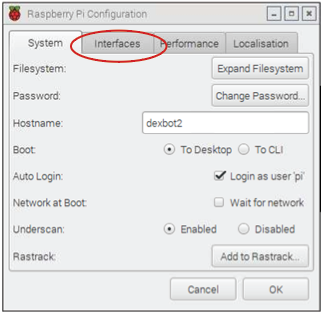 Raspberry Pi Configuration
System Interfaces Performance Localisation
Filesystem: Expand Filesystem
Password: Change Password...
Hostname: dexbot2
Boot: To Desktop To CLI
Auto Login: Login as user 'pi'
Network at Boot: Wait for network
Underscan: Enabled Disabled
Rastrack: Add to Rastrack...
Cancel OK